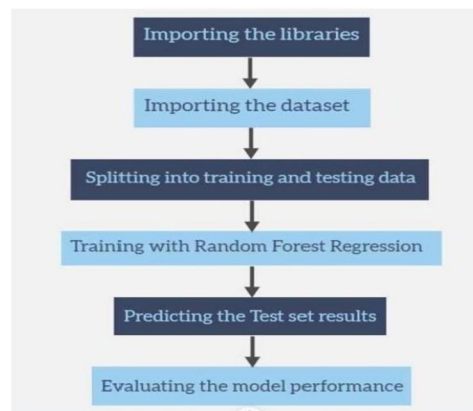 Importing the libraries
Importing the dataset
Splitting into training and testing data
Training with Random Forest Regression
Predicting the Test set results
Evaluating the model performance